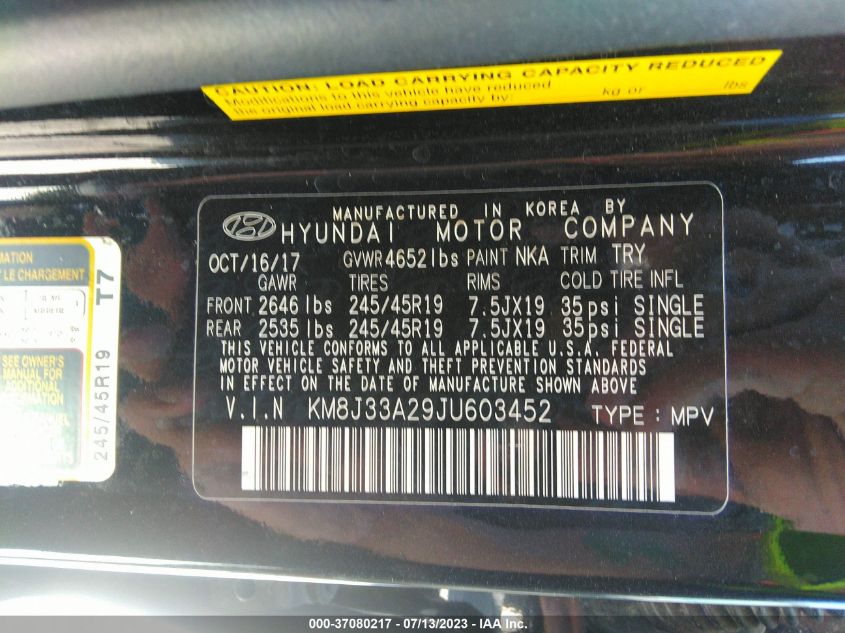 CAUTION: LOAD CARRYING CAPACITY REDUCED
Modifications to this vehicle have reduced
the original load carrying capacity by: kg or lbs
MANUFACTURED IN KOREA BY
HYUNDAI MOTOR COMPANY
OCT/16/17 GVWR 4652 lbs PAINT NKA TRIM TRY
GAWR TIRES RIMS COLD TIRE INFL
FRONT 2646 lbs 245/45R19 7.5JX19 35 psi SINGLE
REAR 2535 lbs 245/45R19 7.5JX19 35 psi SINGLE
THIS VEHICLE CONFORMS TO ALL APPLICABLE U.S.A. FEDERAL
MOTOR VEHICLE SAFETY AND THEFT PREVENTION STANDARDS
IN EFFECT ON THE DATE OF MANUFACTURE SHOWN ABOVE
V.I.N KM8J33A29JU603452 TYPE : MPV
LE CHARGEMENT
SEE OWNER'S
MANUAL FOR
ADDITIONAL
245/45R19 T7
000-37080217 - 07/13/2023 - IAA Inc.